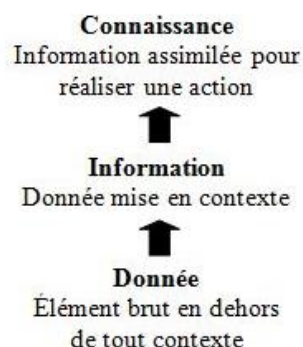 Connaissance
Information assimilée pour
réaliser une action
Information
Donnée mise en contexte
Donnée
Élément brut en dehors
de tout contexte